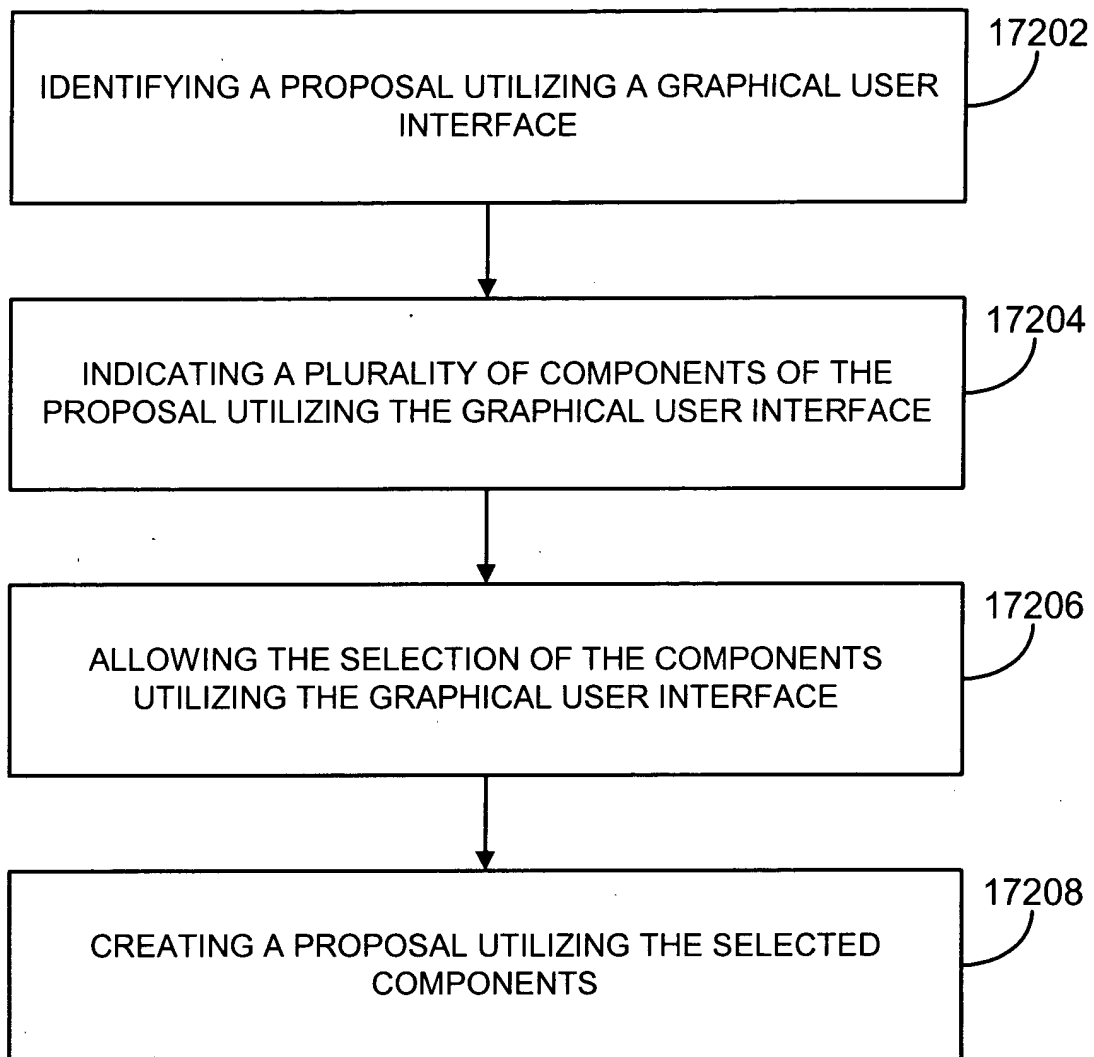 17202
IDENTIFYING A PROPOSAL UTILIZING A GRAPHICAL USER
INTERFACE
17204
INDICATING A PLURALITY OF COMPONENTS OF THE
PROPOSAL UTILIZING THE GRAPHICAL USER INTERFACE
17206
ALLOWING THE SELECTION OF THE COMPONENTS
UTILIZING THE GRAPHICAL USER INTERFACE
17208
CREATING A PROPOSAL UTILIZING THE SELECTED
COMPONENTS